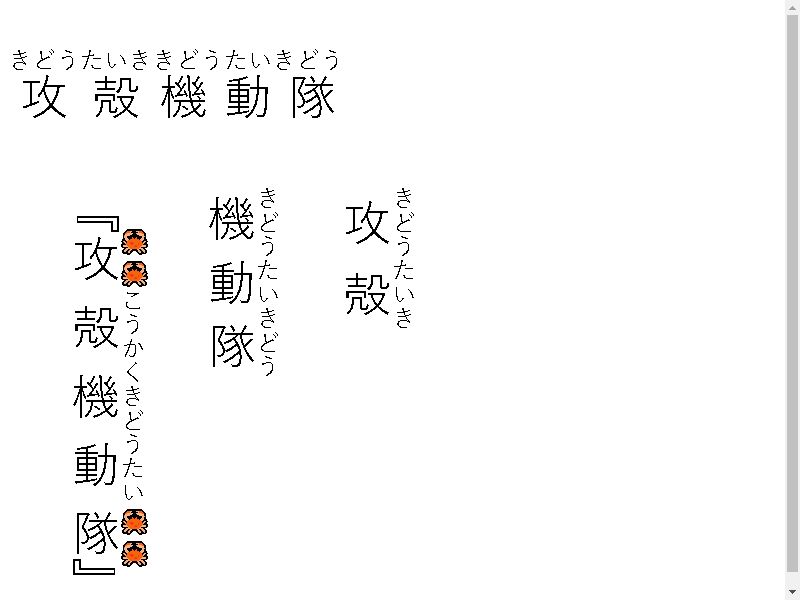 きどうたいききどうたいきどう
攻殻機動隊
きどうたいき
攻殻
きどうたいきどう
機動隊
🦀🦀こうかくきどうたい🦀🦀
『攻殻機動隊』